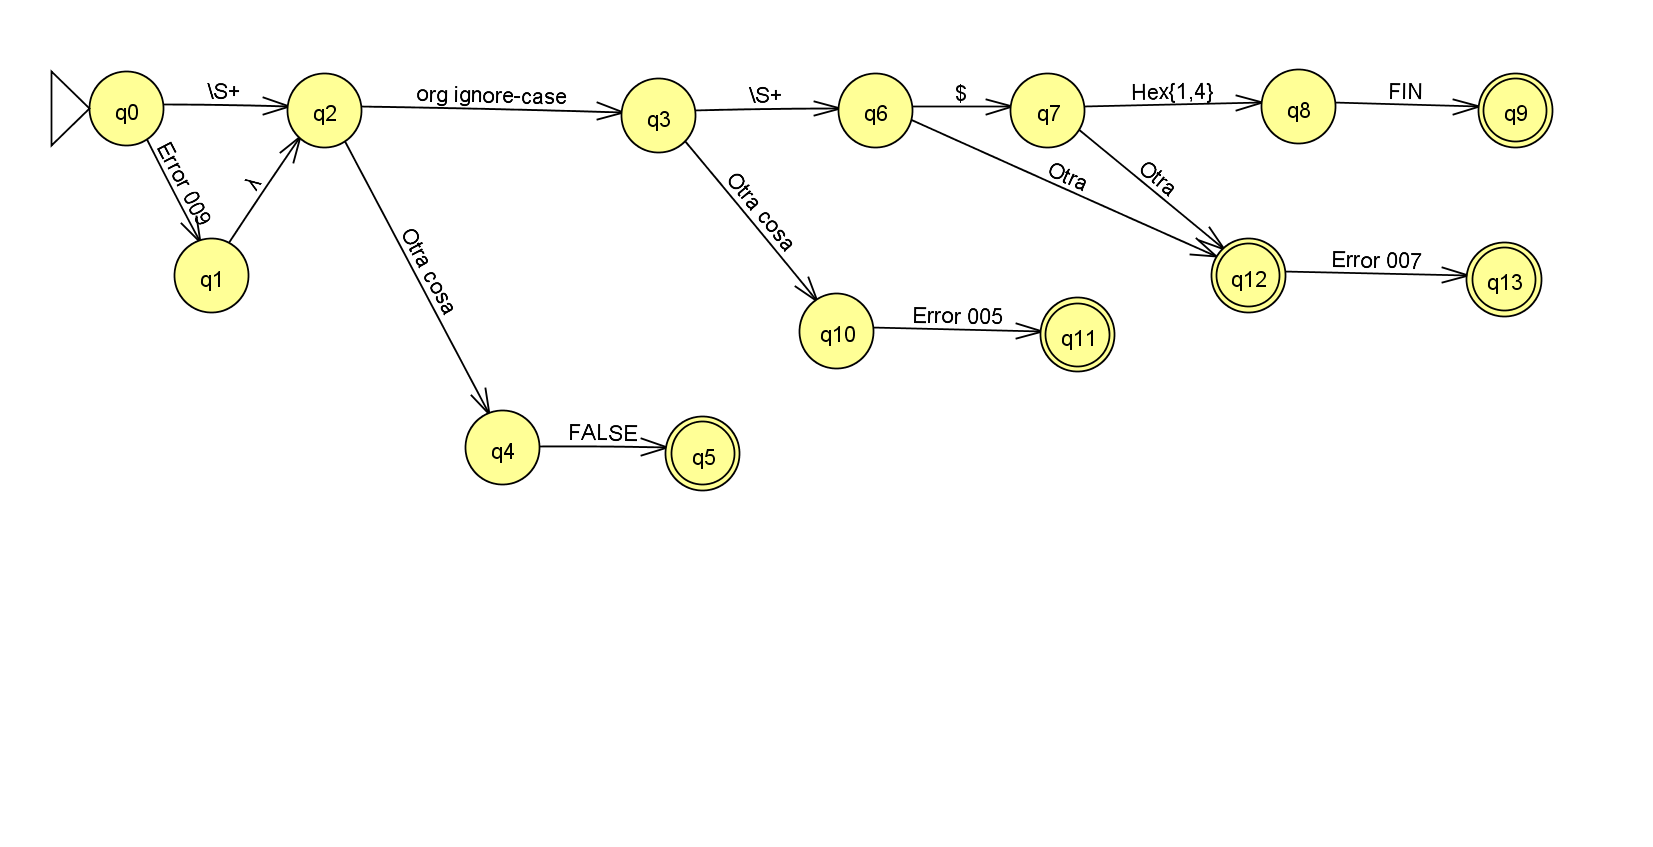 q0
\S+
q2
org ignore-case
q3
\S+
q6
$
q7
Hex{1,4}
q8
FIN
q9
Error 009
λ
q1
Otra cosa
Otra cosa
Otra
Otra
q12
Error 007
q13
q10
Error 005
q11
q4
FALSE
q5